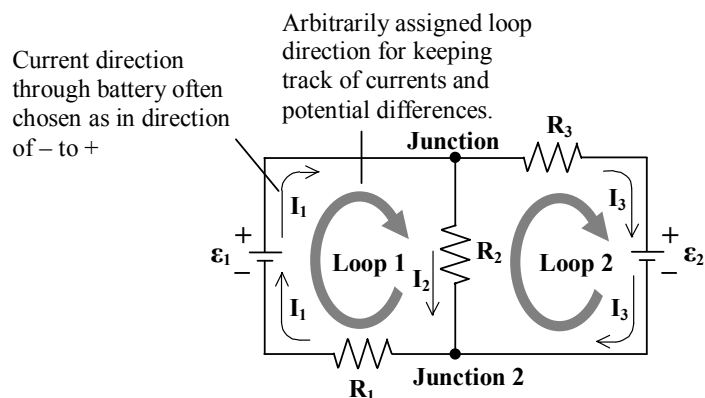 Arbitrarily assigned loop
direction for keeping
track of currents and
potential differences.
Current direction
through battery often
chosen as in direction
of – to +
Junction
R₃
I₁
I₃
+
ε₁
–
Loop 1
R₂
I₂
Loop 2
+
ε₂
–
I₁
I₃
R₁
Junction 2